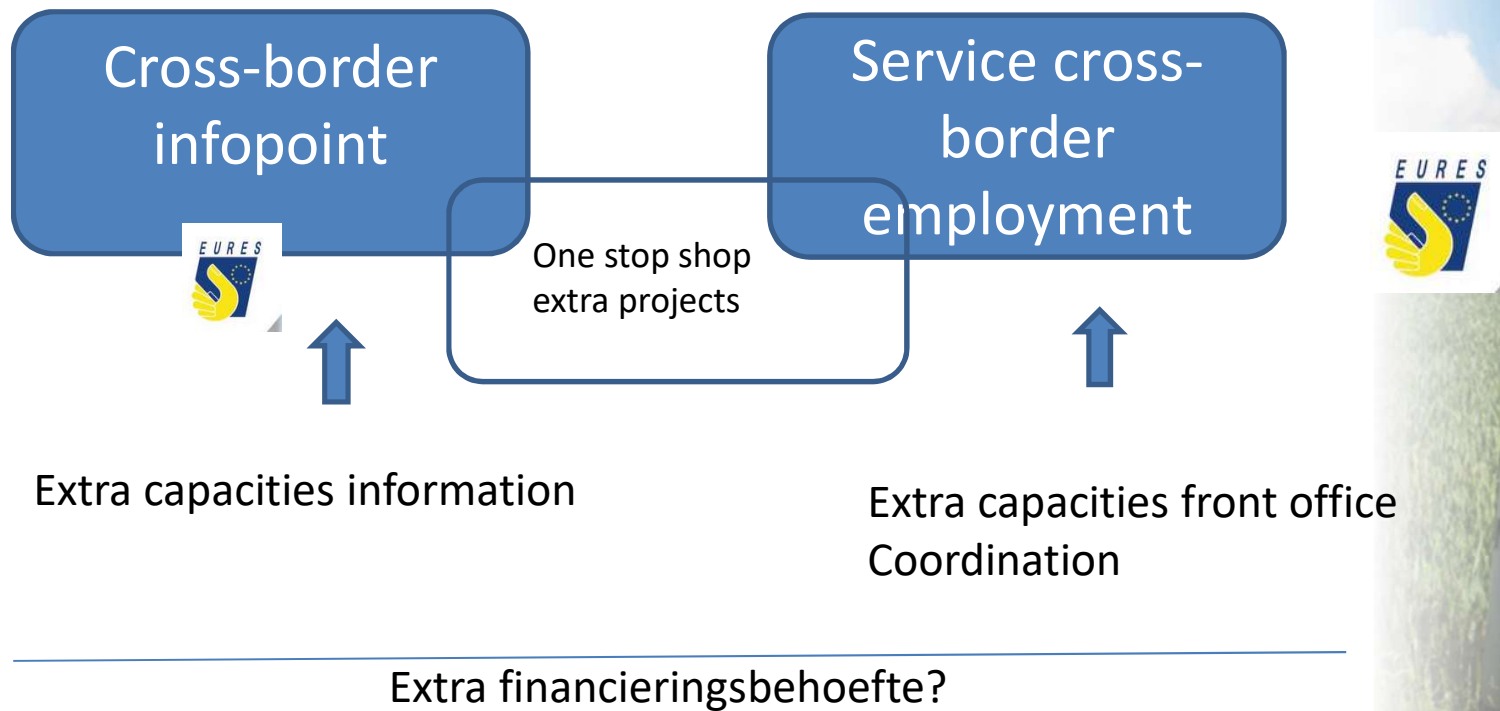 Cross-border
infopoint
Service cross-
border
employment
EURES
EURES
One stop shop
extra projects
Extra capacities information
Extra capacities front office
Coordination
Extra financieringsbehoefte?